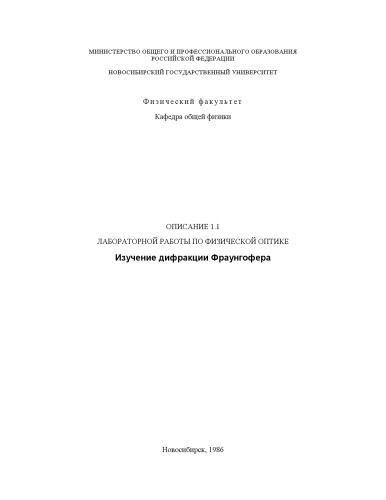 МИНИСТЕРСТВО ОБЩЕГО И ПРОФЕССИОНАЛЬНОГО ОБРАЗОВАНИЯ
РОССИЙСКОЙ ФЕДЕРАЦИИ
НОВОСИБИРСКИЙ ГОСУДАРСТВЕННЫЙ УНИВЕРСИТЕТ
Физический факультет
Кафедра общей физики
ОПИСАНИЕ 1.1
ЛАБОРАТОРНОЙ РАБОТЫ ПО ФИЗИЧЕСКОЙ ОПТИКЕ
Изучение дифракции Фраунгофера
Новосибирск, 1986